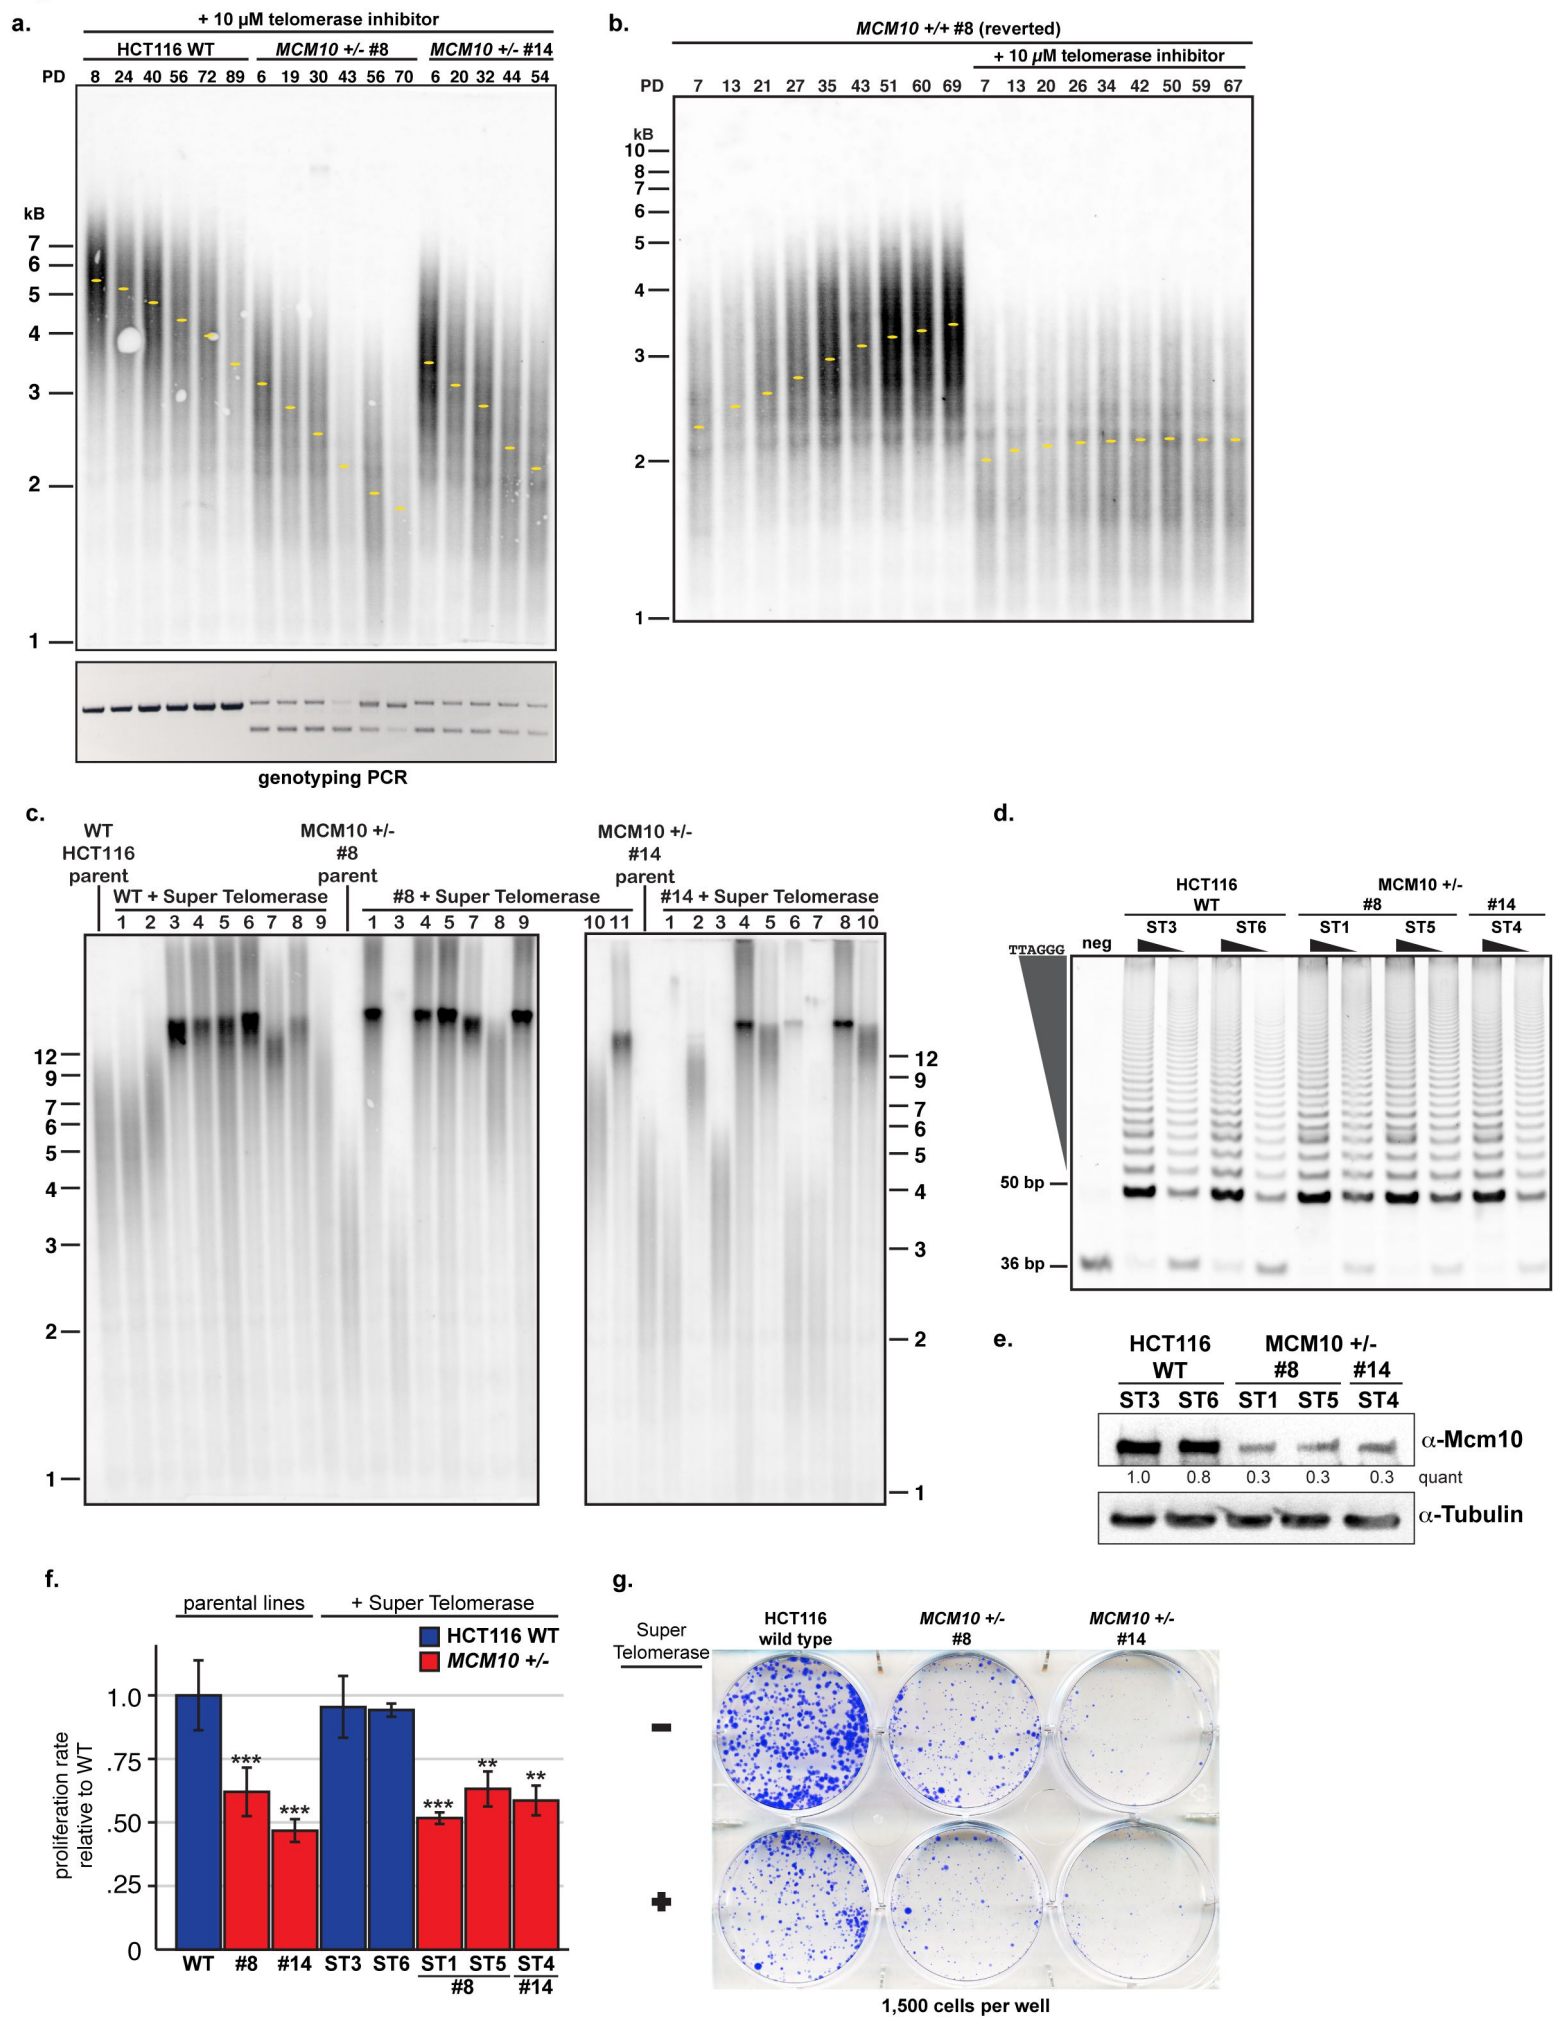 a.
+ 10 µM telomerase inhibitor
HCT116 WT MCM10 +/- #8 MCM10 +/- #14
PD 8 24 40 56 72 89 6 19 30 43 56 70 6 20 32 44 54
kB
7
6
5
4
3
2
1
genotyping PCR
b.
MCM10 +/+ #8 (reverted)
+ 10 µM telomerase inhibitor
PD 7 13 21 27 35 43 51 60 69 7 13 20 26 34 42 50 59 67
kB
10
8
7
6
5
4
3
2
1
c.
WT HCT116 parent
MCM10 +/- #8 parent
MCM10 +/- #14 parent
WT + Super Telomerase #8 + Super Telomerase #14 + Super Telomerase
1 2 3 4 5 6 7 8 9 1 3 4 5 7 8 9 10 11 1 2 3 4 5 6 7 8 10
12
9
7
6
5
4
3
2
1
12
9
7
6
5
4
3
2
1
d.
HCT116 WT MCM10 +/- #8 #14
ST3 ST6 ST1 ST5 ST4
TTAGGG neg
50 bp
36 bp
e.
HCT116 WT MCM10 +/- #8 #14
ST3 ST6 ST1 ST5 ST4
α-Mcm10
1.0 0.8 0.3 0.3 0.3 quant
α-Tubulin
f.
parental lines + Super Telomerase
HCT116 WT
MCM10 +/-
proliferation rate
relative to WT
1.0
.75
.50
.25
0
*** *** *** ** **
WT #8 #14 ST3 ST6 ST1 ST5 ST4
#8 #14
g.
Super Telomerase
HCT116 wild type
MCM10 +/- #8
MCM10 +/- #14
-
+
1,500 cells per well